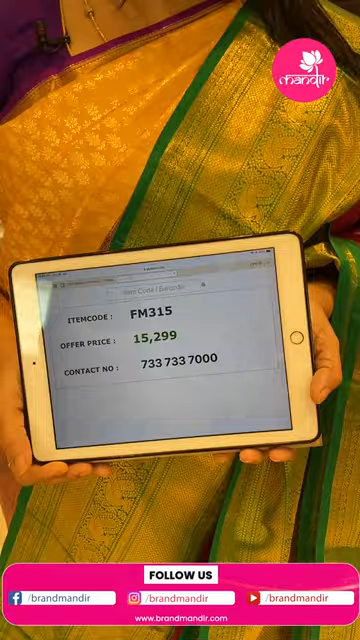 mandir
Item Code / Barcode
ITEMCODE : FM315
OFFER PRICE : 15,299
CONTACT NO : 733 733 7000
FOLLOW US
/brandmandir /brandmandir /brandmandir
www.brandmandir.com